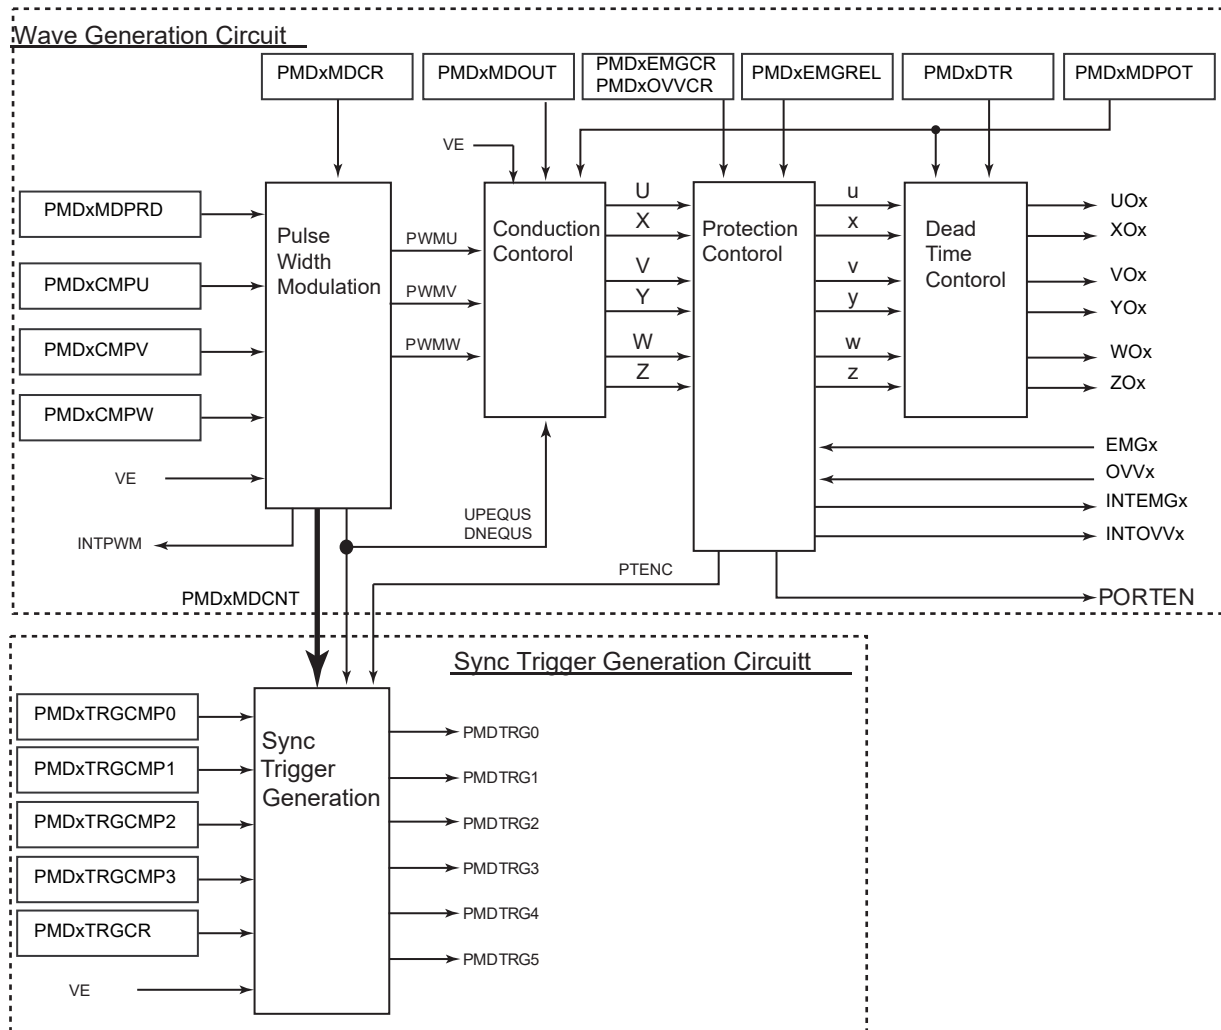 Wave Generation Circuit
PMDxMDCR
PMDxMDOUT
PMDxEMGCR
PMDxOVVCR
PMDxEMGREL
PMDxDTR
PMDxMDPOT
VE
PMDxMDPRD
PMDxCMPU
PMDxCMPV
PMDxCMPW
VE
INTPWM
Pulse
Width
Modulation
PWMU
PWMV
PWMW
Conduction
Contorol
U
X
V
Y
W
Z
Protection
Contorol
u
x
v
y
w
z
Dead
Time
Contorol
UOx
XOx
VOx
YOx
WOx
ZOx
EMGx
OVVx
INTEMGx
INTOVVx
UPEQUS
DNEQUS
PTENC
PMDxMDCNT
PORTEN
Sync Trigger Generation Circuitt
PMDxTRGCMP0
PMDxTRGCMP1
PMDxTRGCMP2
PMDxTRGCMP3
PMDxTRGCR
VE
Sync
Trigger
Generation
PMDTRG0
PMDTRG1
PMDTRG2
PMDTRG3
PMDTRG4
PMDTRG5